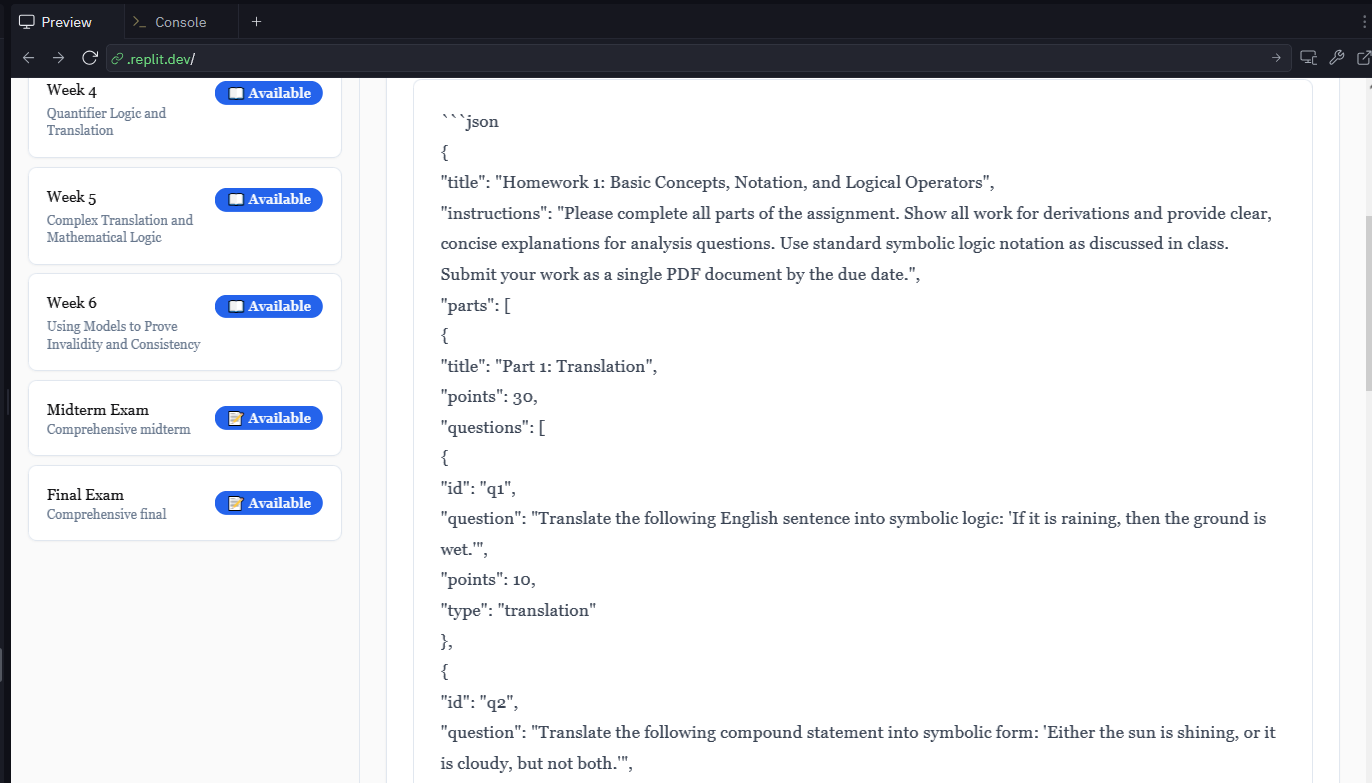 Preview
Console
.replit.dev/
Week 4
Available
Quantifier Logic and
Translation
Week 5
Available
Complex Translation and
Mathematical Logic
Week 6
Available
Using Models to Prove
Invalidity and Consistency
Midterm Exam
Available
Comprehensive midterm
Final Exam
Available
Comprehensive final
```json
{
"title": "Homework 1: Basic Concepts, Notation, and Logical Operators",
"instructions": "Please complete all parts of the assignment. Show all work for derivations and provide clear,
concise explanations for analysis questions. Use standard symbolic logic notation as discussed in class.
Submit your work as a single PDF document by the due date.",
"parts": [
{
"title": "Part 1: Translation",
"points": 30,
"questions": [
{
"id": "q1",
"question": "Translate the following English sentence into symbolic logic: 'If it is raining, then the ground is
wet.'",
"points": 10,
"type": "translation"
},
{
"id": "q2",
"question": "Translate the following compound statement into symbolic form: 'Either the sun is shining, or it
is cloudy, but not both.'",